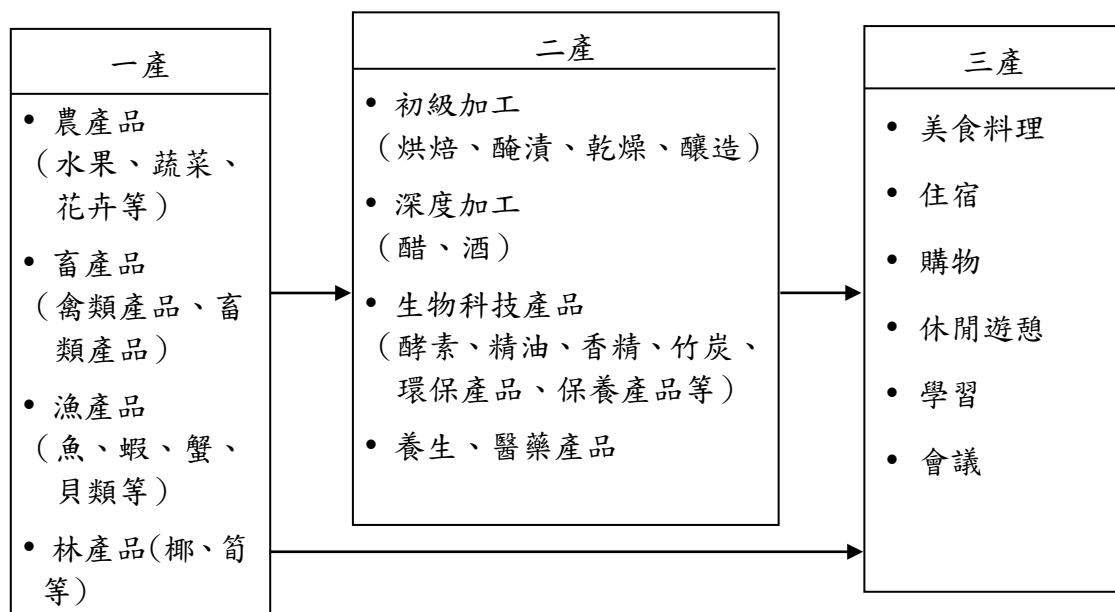 一產
• 農產品
（水果、蔬菜、
花卉等）
• 畜產品
（禽類產品、畜
類產品）
• 漁產品
（魚、蝦、蟹、
貝類等）
• 林產品(椰、筍
等)
二產
• 初級加工
（烘焙、醃漬、乾燥、釀造）
• 深度加工
（醋、酒）
• 生物科技產品
（酵素、精油、香精、竹炭、
環保產品、保養產品等）
• 養生、醫藥產品
三產
• 美食料理
• 住宿
• 購物
• 休閒遊憩
• 學習
• 會議